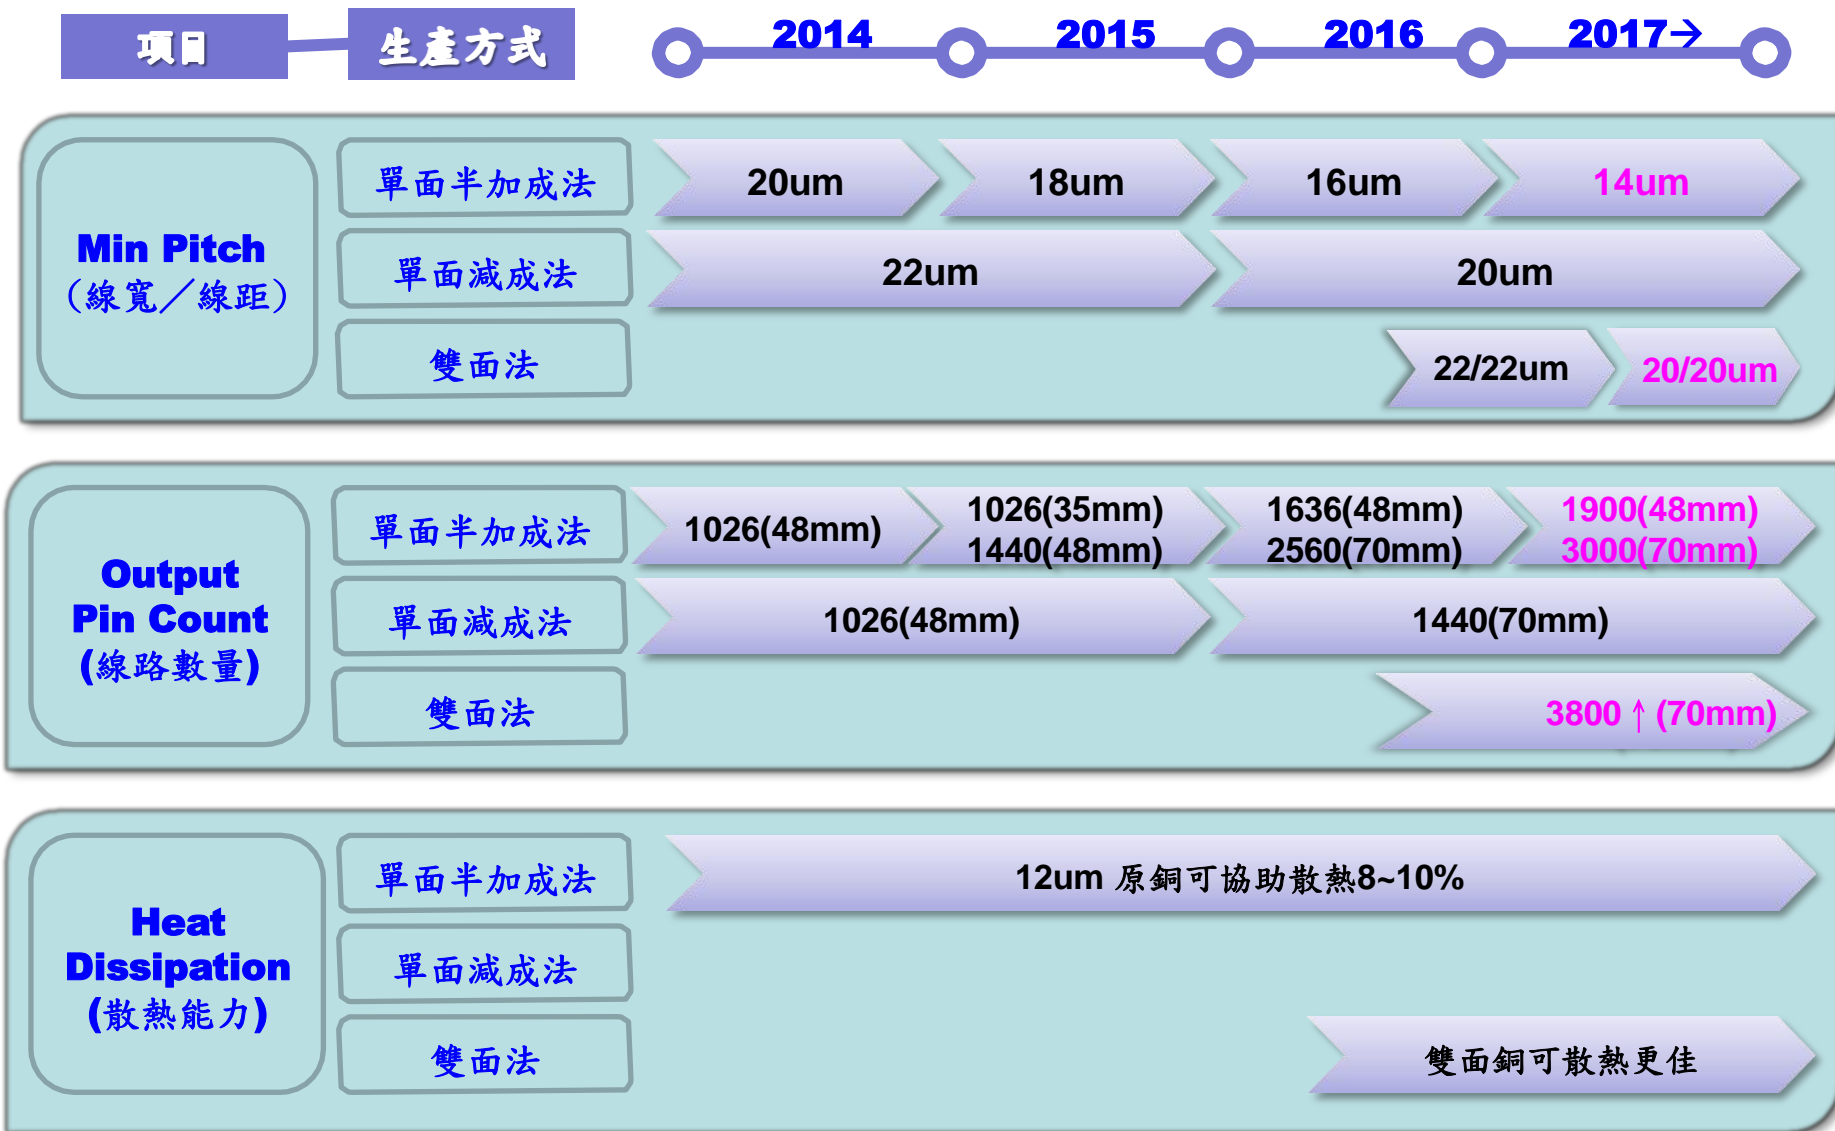 項目
生產方式
2014
2015
2016
2017→
Min Pitch
（線寬／線距）
單面半加成法
20um
18um
16um
14um
單面減成法
22um
20um
雙面法
22/22um
20/20um
Output
Pin Count
(線路數量)
單面半加成法
1026(48mm)
1026(35mm)
1440(48mm)
1636(48mm)
2560(70mm)
1900(48mm)
3000(70mm)
單面減成法
1026(48mm)
1440(70mm)
雙面法
3800↑(70mm)
Heat
Dissipation
(散熱能力)
單面半加成法
12um 原銅可協助散熱8~10%
單面減成法
雙面法
雙面銅可散熱更佳